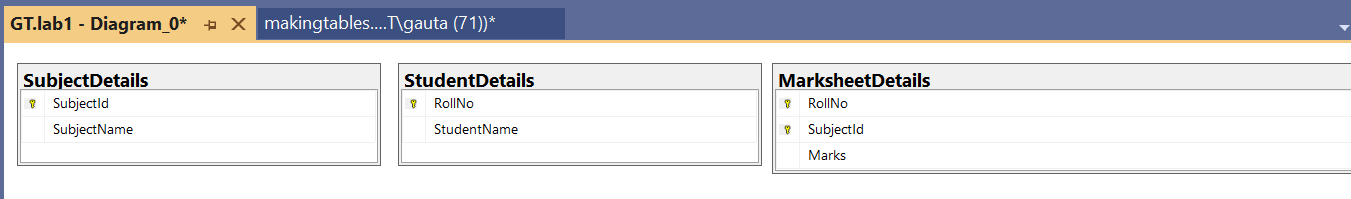 GT.lab1 - Diagram_0*
makingtables....T\gauta (71))*
SubjectDetails
SubjectId
SubjectName
StudentDetails
RollNo
StudentName
MarksheetDetails
RollNo
SubjectId
Marks